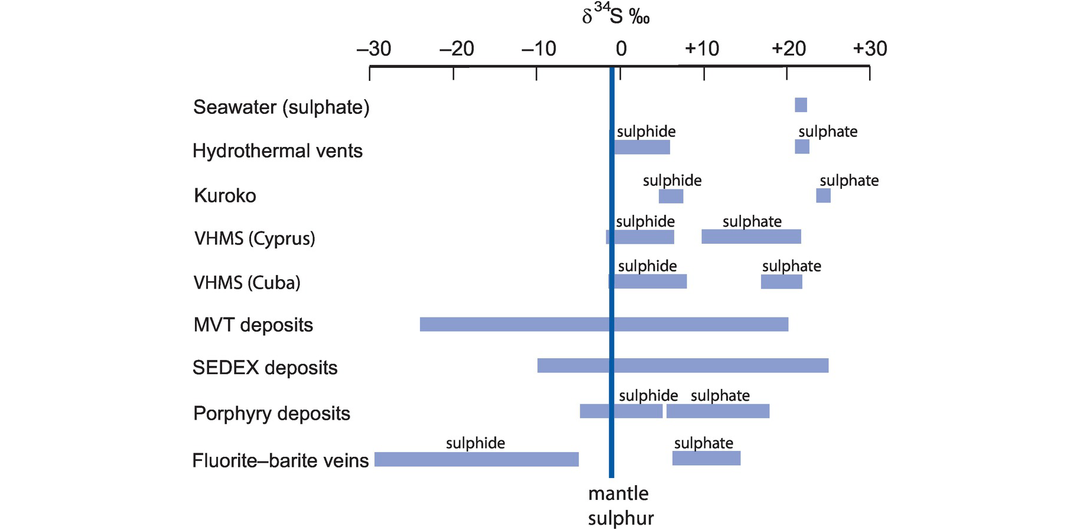 δ³⁴S ‰
–30 –20 –10 0 +10 +20 +30
Seawater (sulphate)
sulphide sulphate
Hydrothermal vents
sulphide sulphate
Kuroko
sulphide sulphate
VHMS (Cyprus)
sulphide sulphate
VHMS (Cuba)
MVT deposits
SEDEX deposits
sulphide sulphate
Porphyry deposits
sulphide sulphate
Fluorite–barite veins
mantle
sulphur